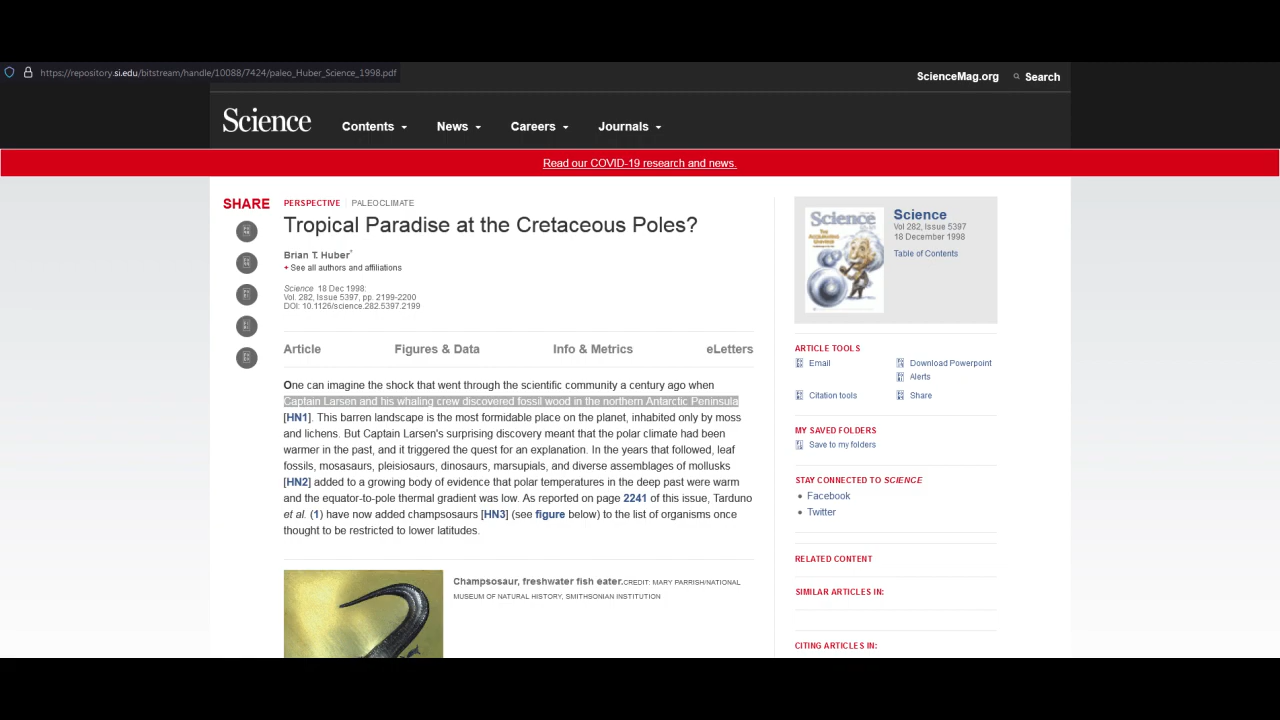 https://repository.si.edu/bitstream/handle/10088/7424/paleo_Huber_Science_1998.pdf
ScienceMag.org Search
Science Contents News Careers Journals
Read our COVID-19 research and news.
SHARE
PERSPECTIVE PALEOCLIMATE
Tropical Paradise at the Cretaceous Poles?
Brian T. Huber*
+ See all authors and affiliations
Science 18 Dec 1998:
Vol. 282, Issue 5397, pp. 2199-2200
DOI: 10.1126/science.282.5397.2199
Article Figures & Data Info & Metrics eLetters
One can imagine the shock that went through the scientific community a century ago when
Captain Larsen and his whaling crew discovered fossil wood in the northern Antarctic Peninsula
[HN1]. This barren landscape is the most formidable place on the planet, inhabited only by moss
and lichens. But Captain Larsen's surprising discovery meant that the polar climate had been
warmer in the past, and it triggered the quest for an explanation. In the years that followed, leaf
fossils, mosasaurs, pleisiosaurs, dinosaurs, marsupials, and diverse assemblages of mollusks
[HN2] added to a growing body of evidence that polar temperatures in the deep past were warm
and the equator-to-pole thermal gradient was low. As reported on page 2241 of this issue, Tarduno
et al. (1) have now added champsosaurs [HN3] (see figure below) to the list of organisms once
thought to be restricted to lower latitudes.
Champsosaur, freshwater fish eater.CREDIT: MARY PARRISH/NATIONAL
MUSEUM OF NATURAL HISTORY, SMITHSONIAN INSTITUTION
Science
Science
Vol 282, Issue 5397
18 December 1998
Table of Contents
ARTICLE TOOLS
Email
Download Powerpoint
Alerts
Citation tools
Share
MY SAVED FOLDERS
Save to my folders
STAY CONNECTED TO SCIENCE
Facebook
Twitter
RELATED CONTENT
SIMILAR ARTICLES IN:
CITING ARTICLES IN: